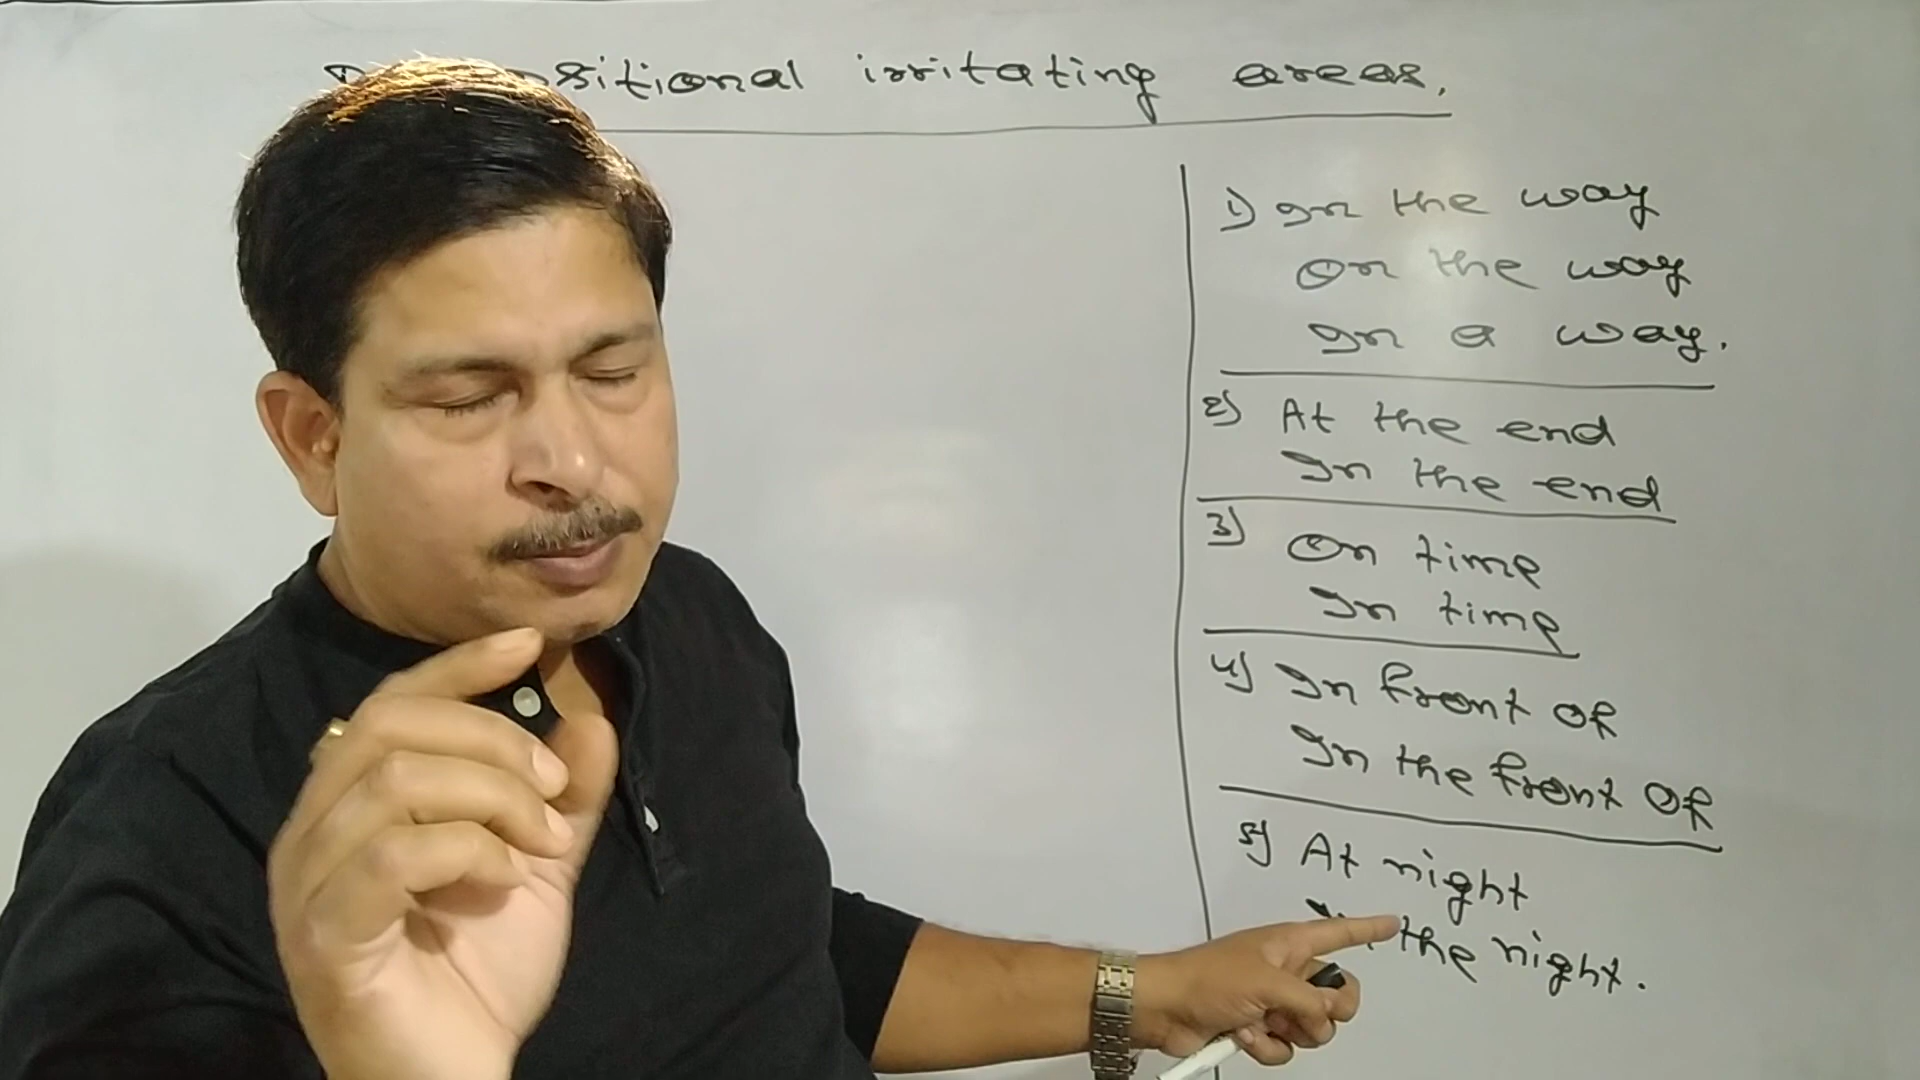 irritating areas.
1) In the way
On the way
In a way.
2) At the end
In the end
3) On time
In time
4) In front of
In the front of
5) At night
the night.